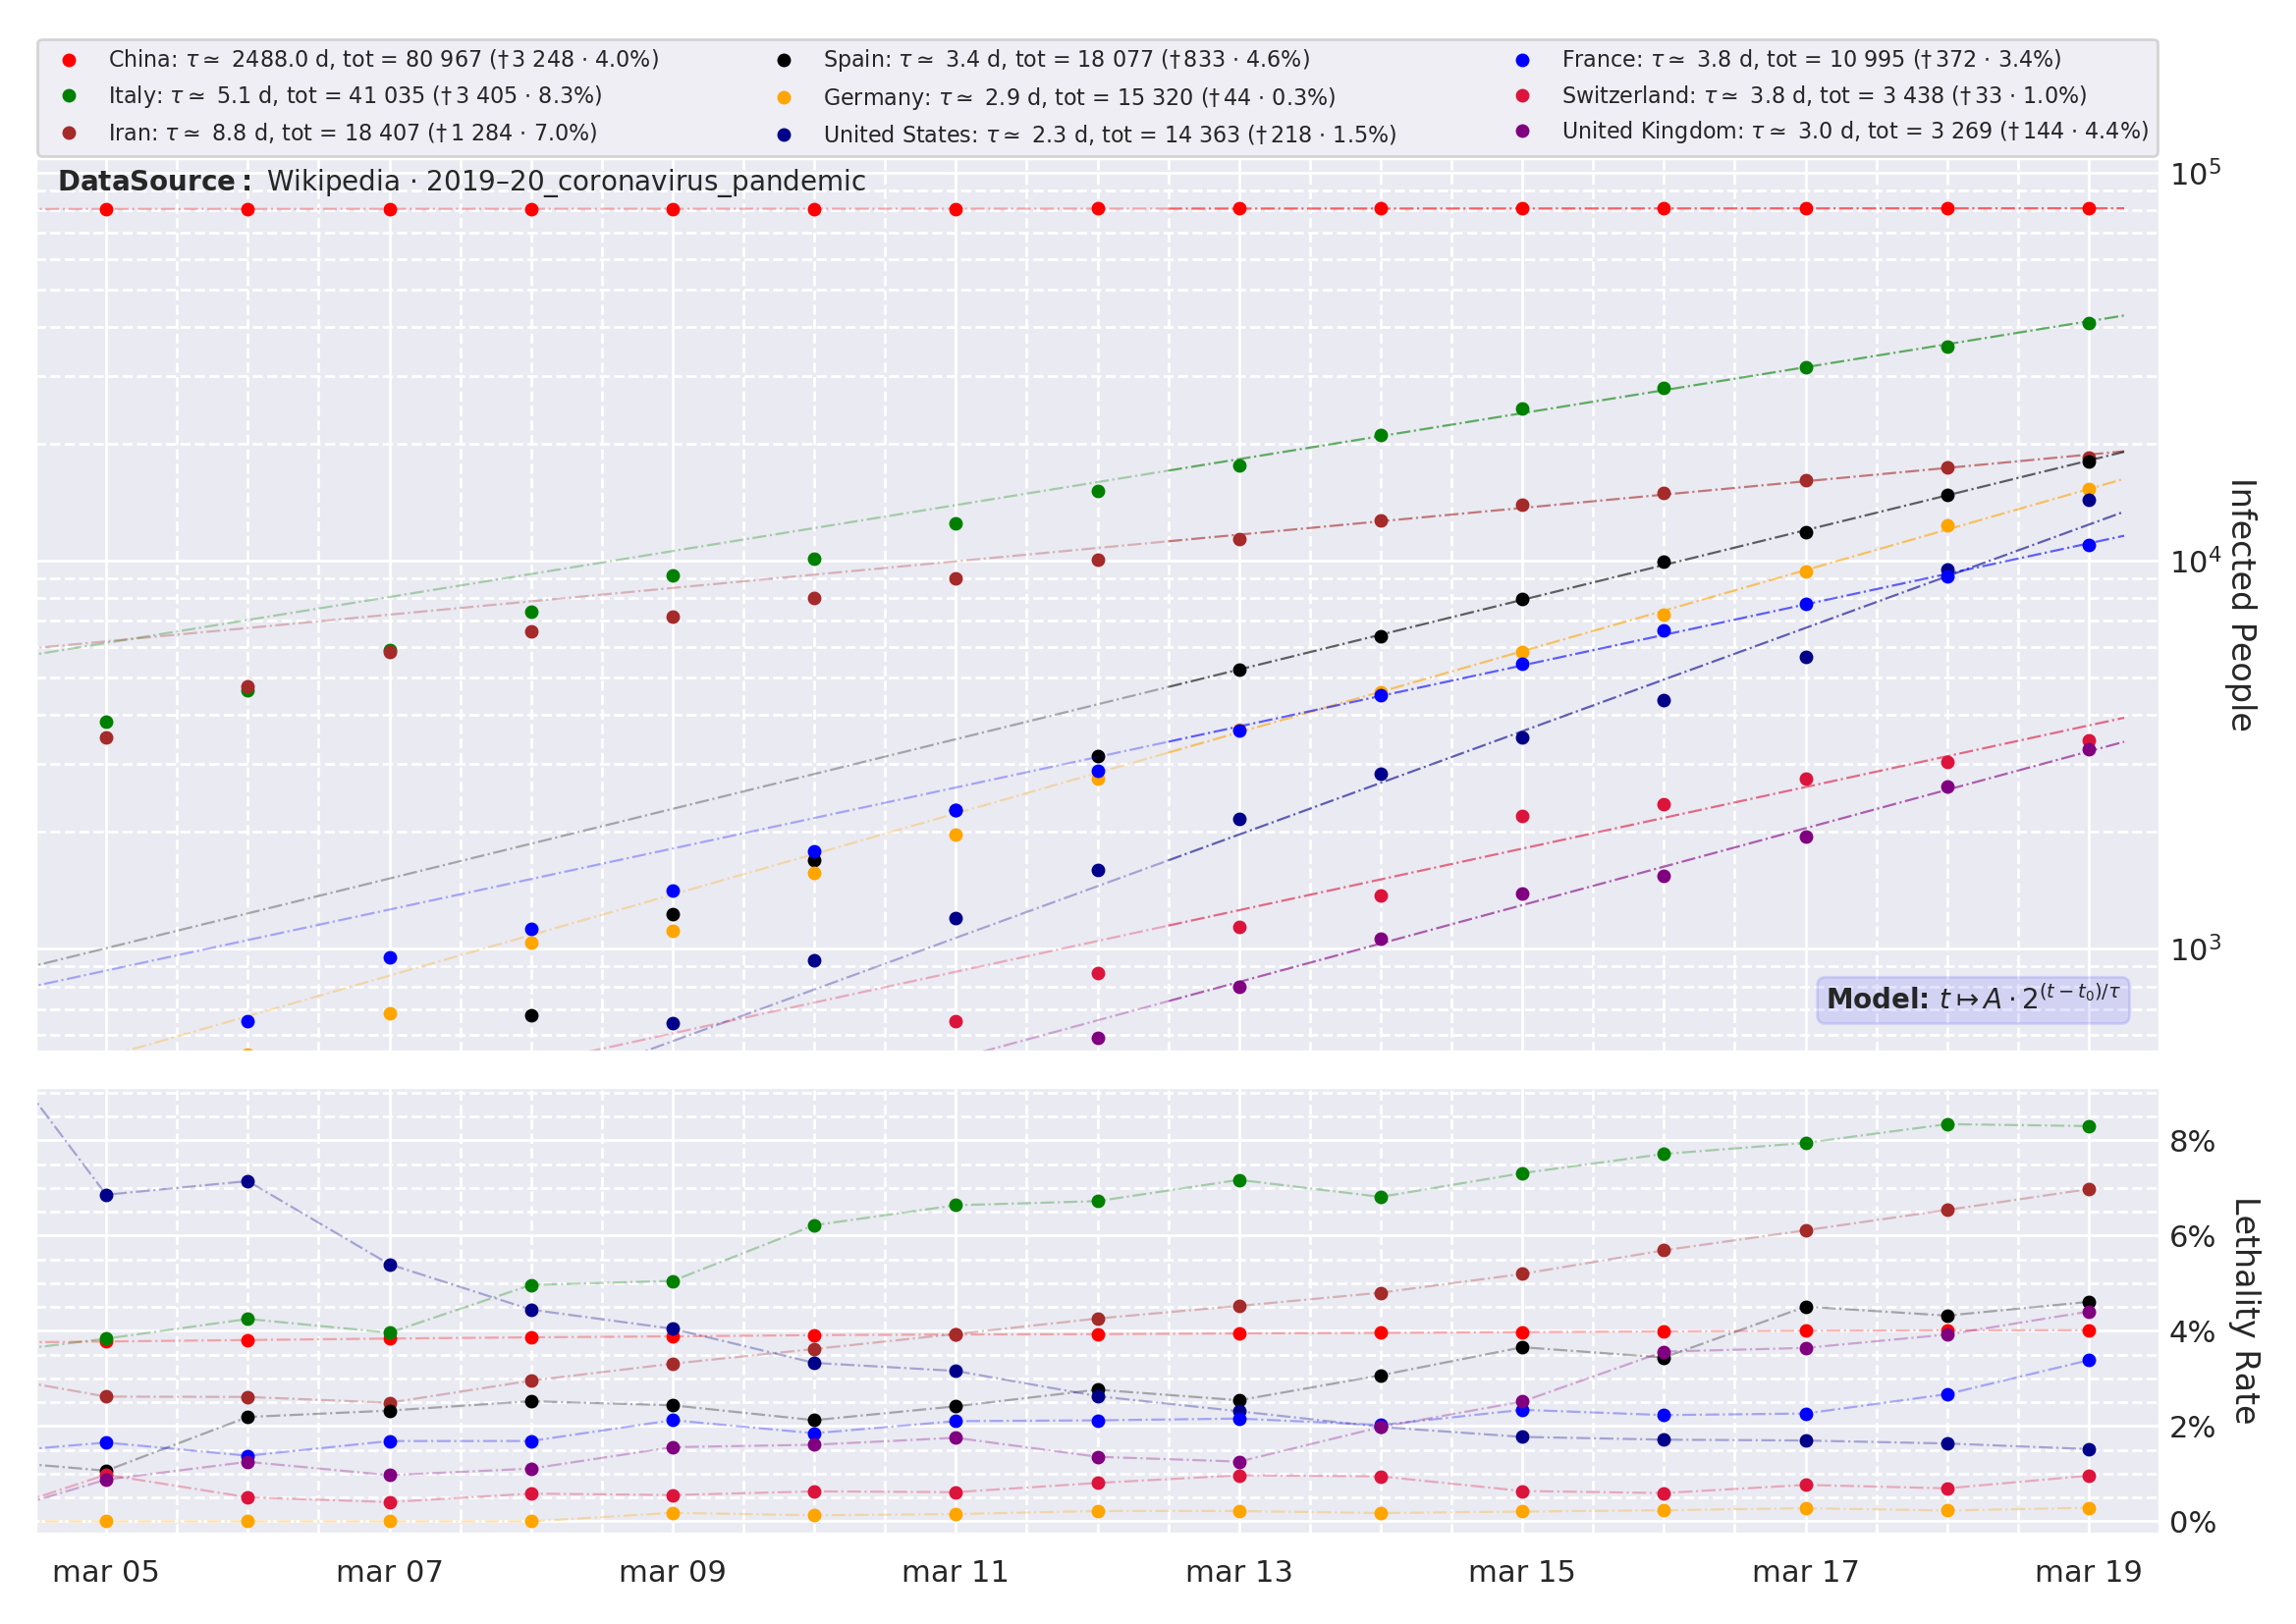 China: τ ≃ 2488.0 d, tot = 80 967 (†3 248 · 4.0%)
Italy: τ ≃ 5.1 d, tot = 41 035 (†3 405 · 8.3%)
Iran: τ ≃ 8.8 d, tot = 18 407 (†1 284 · 7.0%)
Spain: τ ≃ 3.4 d, tot = 18 077 (†833 · 4.6%)
Germany: τ ≃ 2.9 d, tot = 15 320 (†44 · 0.3%)
United States: τ ≃ 2.3 d, tot = 14 363 (†218 · 1.5%)
France: τ ≃ 3.8 d, tot = 10 995 (†372 · 3.4%)
Switzerland: τ ≃ 3.8 d, tot = 3 438 (†33 · 1.0%)
United Kingdom: τ ≃ 3.0 d, tot = 3 269 (†144 · 4.4%)
DataSource: Wikipedia · 2019–20_coronavirus_pandemic
10^5
10^4
10^3
Infected People
Model: t ↦ A · 2^(t − t₀)/τ
8%
6%
4%
2%
0%
Lethality Rate
mar 05 mar 07 mar 09 mar 11 mar 13 mar 15 mar 17 mar 19